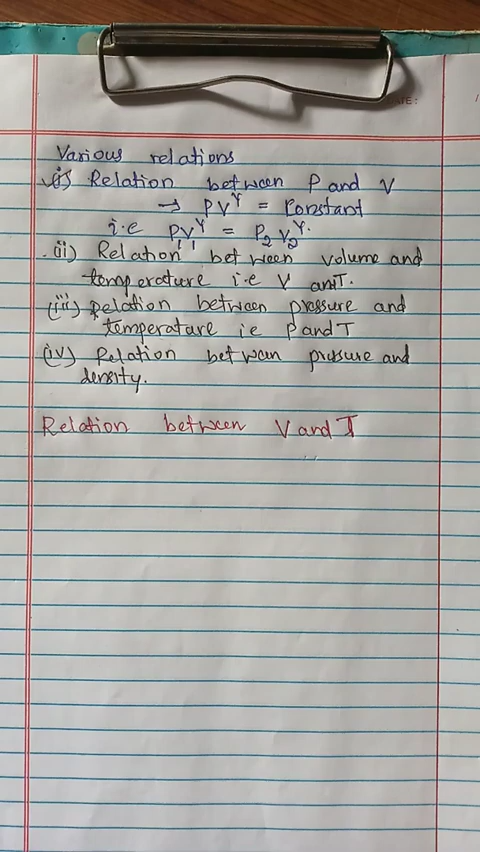 DATE :
Various relations
(i) Relation between P and V
→ PV^γ = Constant
i.e P₁V₁^γ = P₂V₂^γ.
ii) Relation between volume and
temperature i.e V and T.
(iii) Relation between pressure and
temperature ie P and T
(iv) Relation between pressure and
density.
Relation between V and T